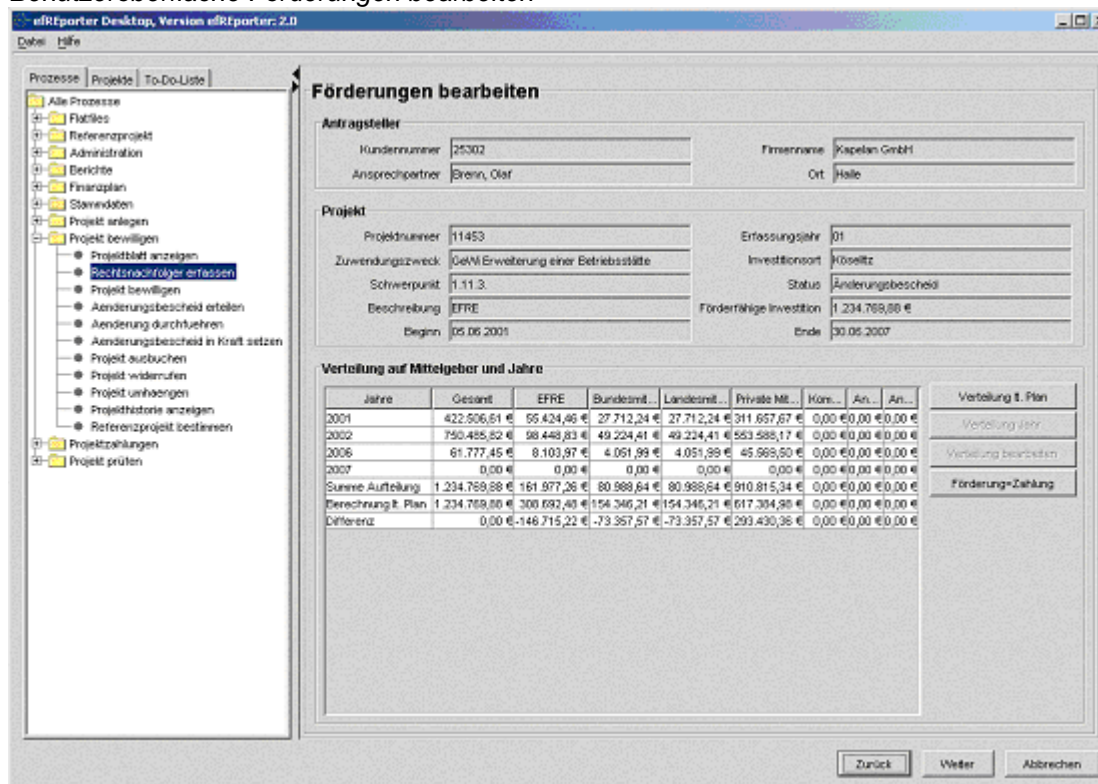 Benutzeroberfläche Förderungen bearbeiten
efREporter Desktop, Version efREporter: 2.0
Datei Hilfe
Prozesse Projekte To-Do-Liste
Alle Prozesse
Flatfiles
Referenzprojekt
Administration
Berichte
Finanzplan
Stammdaten
Projekt anlegen
Projekt bewilligen
Projektblatt anzeigen
Rechtsnachfolger erfassen
Projekt bewilligen
Aenderungsbescheid erteilen
Aenderung durchfuehren
Aenderungsbescheid in Kraft setzen
Projekt ausbuchen
Projekt widerrufen
Projekt umhaengen
Projekthistorie anzeigen
Referenzprojekt bestimmen
Projektzahlungen
Projekt prüfen
Förderungen bearbeiten
Antragsteller
Kundennummer 25302 Firmenname Kapelan GmbH
Ansprechpartner Brenn, Olaf Ort Halle
Projekt
Projektnummer 11453 Erfassungsjahr 01
Zuwendungszweck GeWi Erweiterung einer Betriebsstätte Investitionsort Köselitz
Schwerpunkt 1.11.3. Status Änderungsbescheid
Beschreibung EFRE Förderfähige Investition 1.234.769,88 €
Beginn 05.06.2001 Ende 30.06.2007
Verteilung auf Mittelgeber und Jahre
Jahre Gesamt EFRE Bundesmit... Landesmit... Private Mit... Kom... An... An...
2001 422.506,61 € 55.424,46 € 27.712,24 € 27.712,24 € 311.657,67 € 0,00 € 0,00 € 0,00 €
2002 750.485,82 € 98.448,83 € 49.224,41 € 49.224,41 € 553.588,17 € 0,00 € 0,00 € 0,00 €
2006 61.777,45 € 8.103,97 € 4.051,99 € 4.051,99 € 45.569,50 € 0,00 € 0,00 € 0,00 €
2007 0,00 € 0,00 € 0,00 € 0,00 € 0,00 € 0,00 € 0,00 € 0,00 €
Summe Aufteilung 1.234.769,88 € 161.977,26 € 80.988,64 € 80.988,64 € 910.815,34 € 0,00 € 0,00 € 0,00 €
Berechnung lt. Plan 1.234.769,88 € 308.692,48 € 154.346,21 € 154.346,21 € 617.384,98 € 0,00 € 0,00 € 0,00 €
Differenz 0,00 € -146.715,22 € -73.357,57 € -73.357,57 € 293.430,36 € 0,00 € 0,00 € 0,00 €
Verteilung lt. Plan
Verteilung Jahr
Verteilung bearbeiten
Förderung=Zahlung
Zurück Weiter Abbrechen